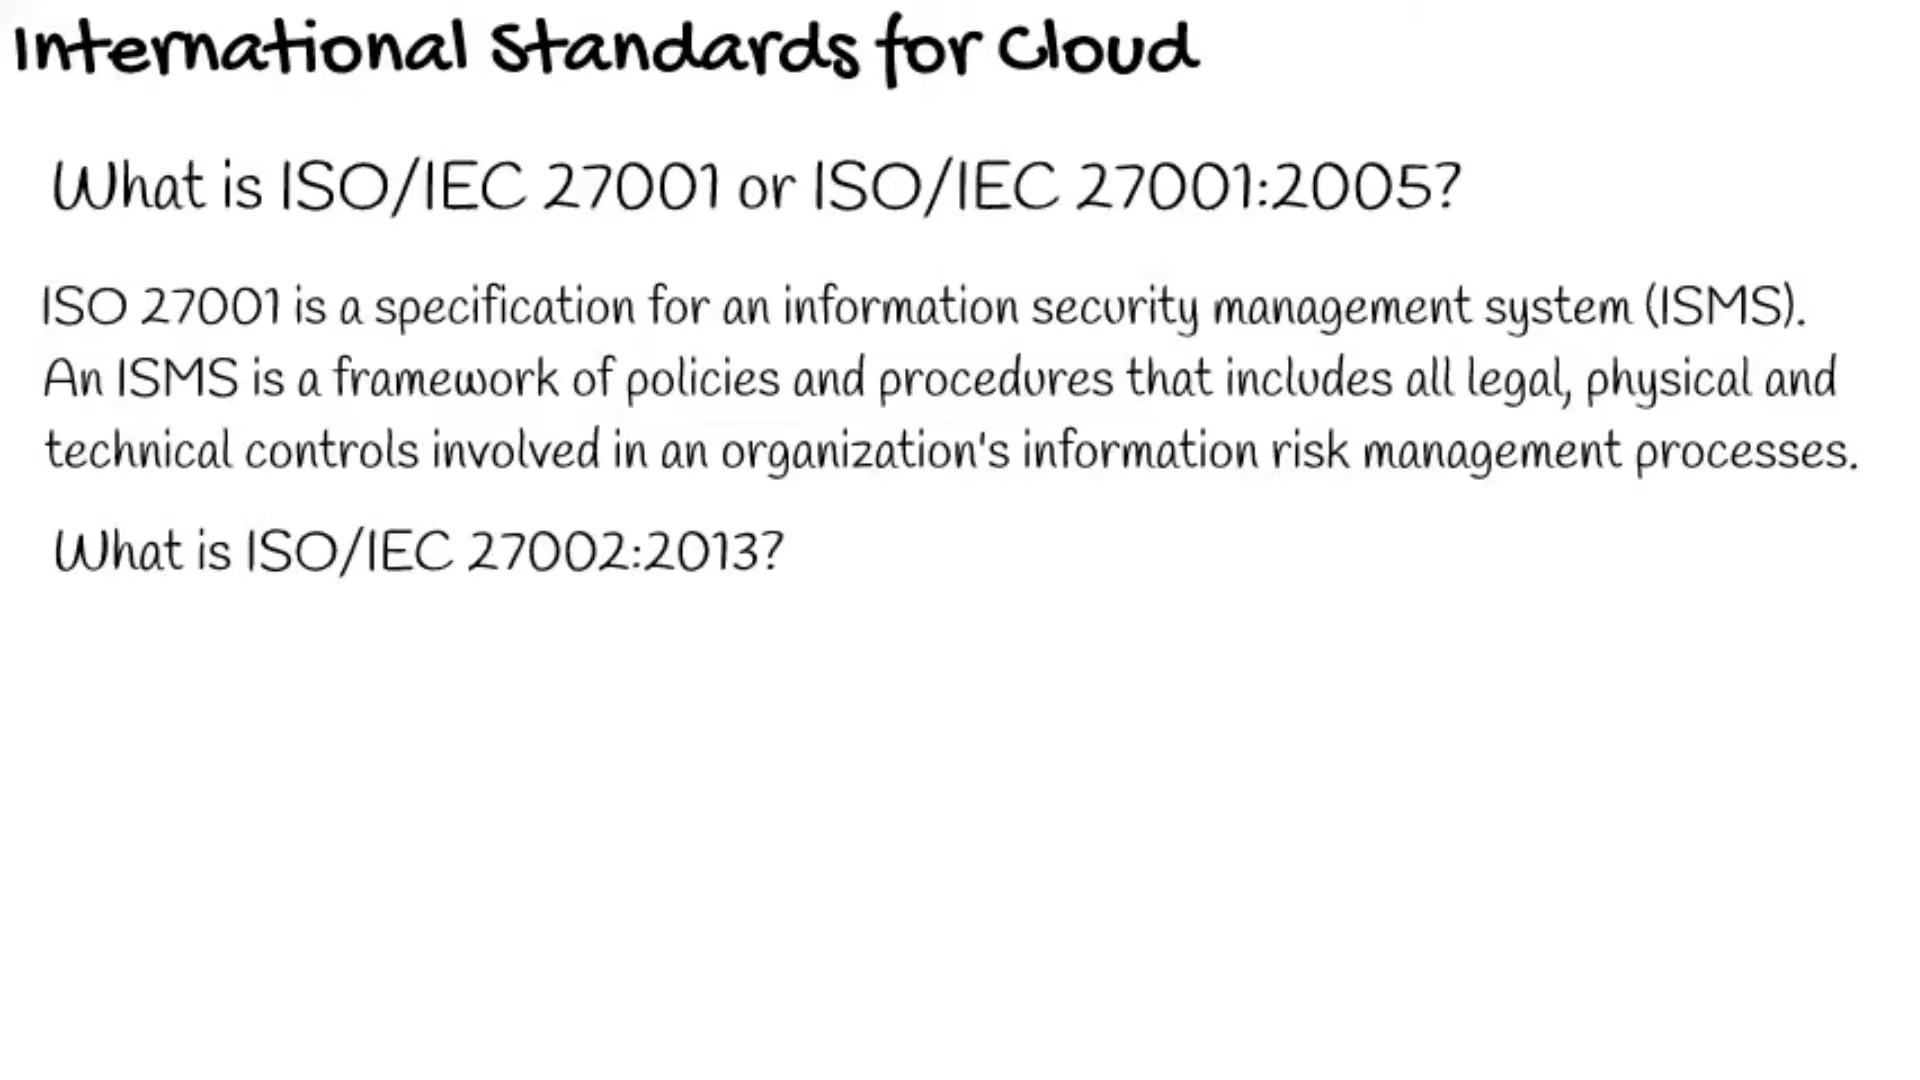 International Standards for Cloud
What is ISO/IEC 27001 or ISO/IEC 27001:2005?
ISO 27001 is a specification for an information security management system (ISMS).
An ISMS is a framework of policies and procedures that includes all legal, physical and
technical controls involved in an organization's information risk management processes.
What is ISO/IEC 27002:2013?